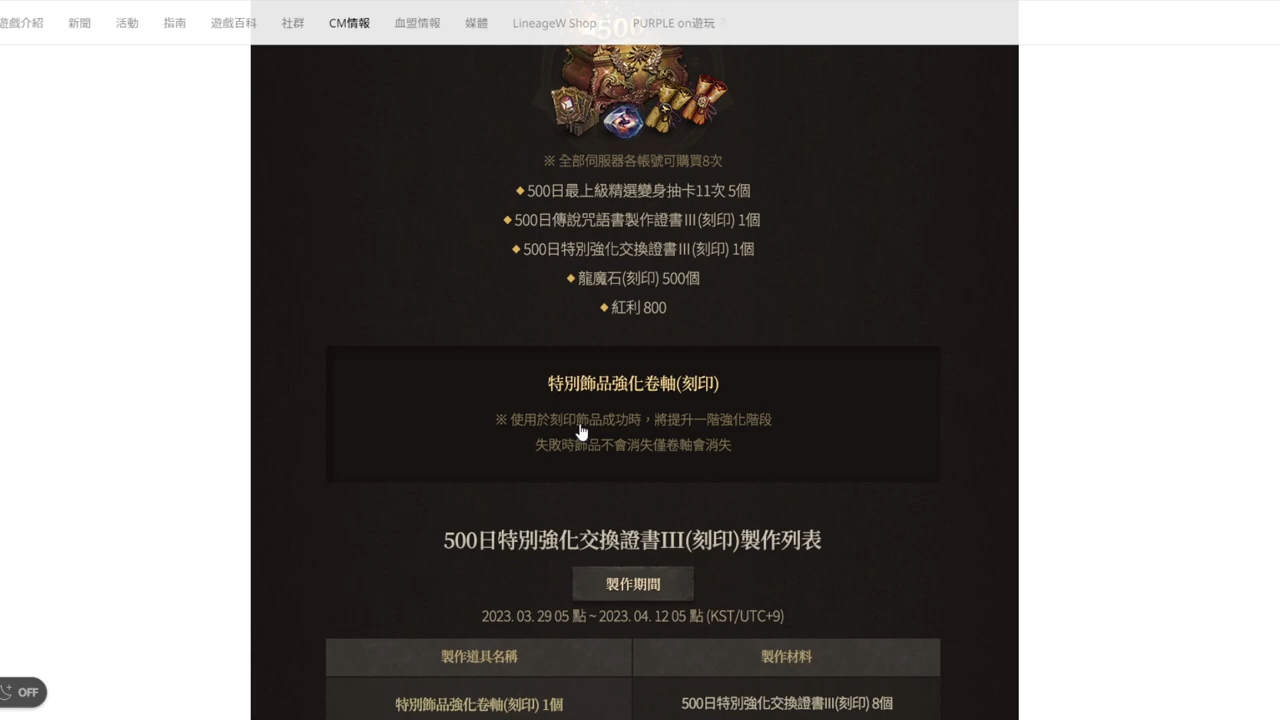 遊戲介紹 新聞 活動 指南 遊戲百科 社群 CM情報 血盟情報 媒體 LineageW Shop PURPLE on遊玩
500
※ 全部伺服器各帳號可購買8次
500日最上級精選變身抽卡11次 5個
500日傳說咒語書製作證書III(刻印) 1個
500日特別強化交換證書III(刻印) 1個
龍魔石(刻印) 500個
紅利 800
特別飾品強化卷軸(刻印)
※ 使用於刻印飾品成功時，將提升一階強化階段
失敗時飾品不會消失僅卷軸會消失
500日特別強化交換證書III(刻印)製作列表
製作期間
2023. 03. 29 05 點 ~ 2023. 04. 12 05 點 (KST/UTC+9)
製作道具名稱 製作材料
特別飾品強化卷軸(刻印) 1個 500日特別強化交換證書III(刻印) 8個
OFF